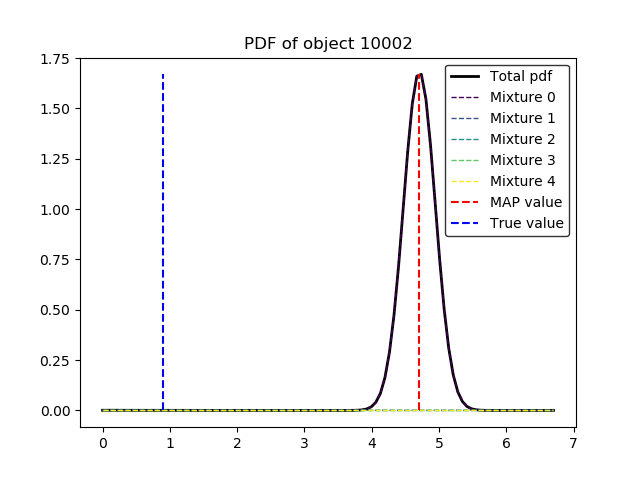 PDF of object 10002
1.75
1.50
1.25
1.00
0.75
0.50
0.25
0.00
0 1 2 3 4 5 6 7
Total pdf
Mixture 0
Mixture 1
Mixture 2
Mixture 3
Mixture 4
MAP value
True value